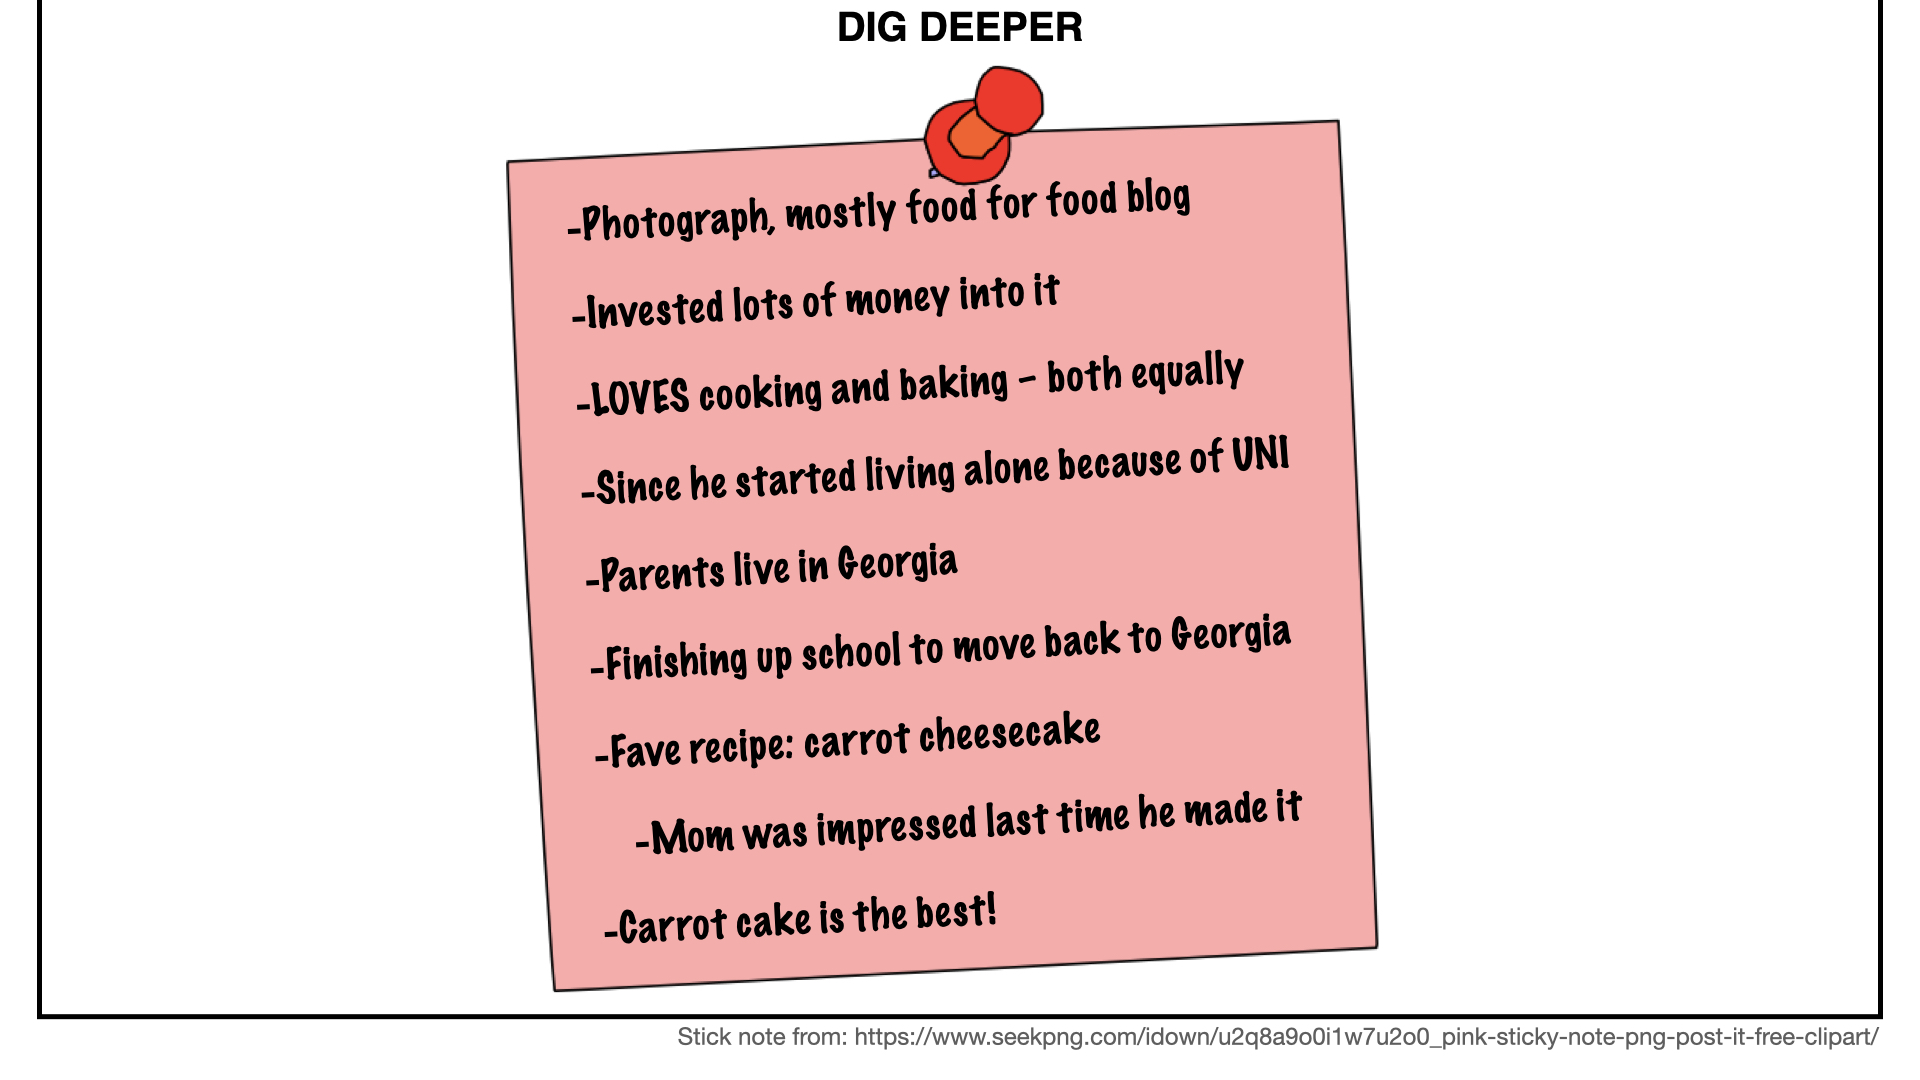 DIG DEEPER
-Photograph, mostly food for food blog
-Invested lots of money into it
-LOVES cooking and baking – both equally
-Since he started living alone because of UNI
-Parents live in Georgia
-Finishing up school to move back to Georgia
-Fave recipe: carrot cheesecake
-Mom was impressed last time he made it
-Carrot cake is the best!
Stick note from: https://www.seekpng.com/idown/u2q8a9o0i1w7u2o0_pink-sticky-note-png-post-it-free-clipart/